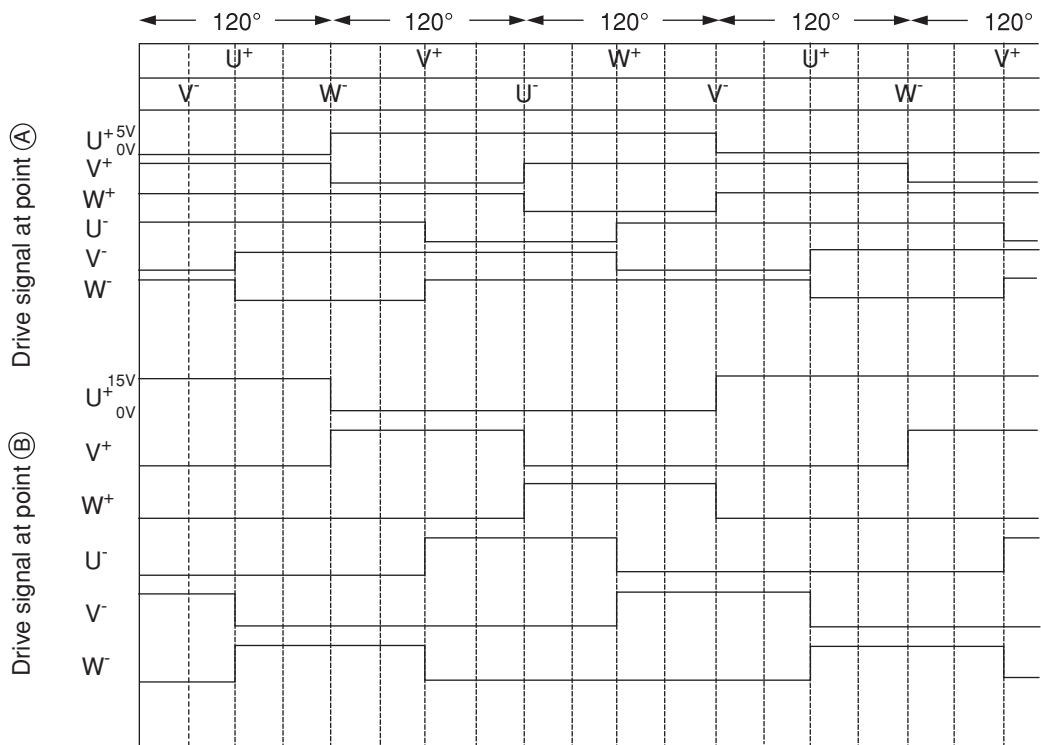 120° 120° 120° 120° 120°
U⁺ V⁺ W⁺ U⁺ V⁺
V⁻ W⁻ U⁻ V⁻ W⁻
Drive signal at point Ⓐ
U⁺ 5V
0V
V⁺
W⁺
U⁻
V⁻
W⁻
Drive signal at point Ⓑ
U⁺ 15V
0V
V⁺
W⁺
U⁻
V⁻
W⁻